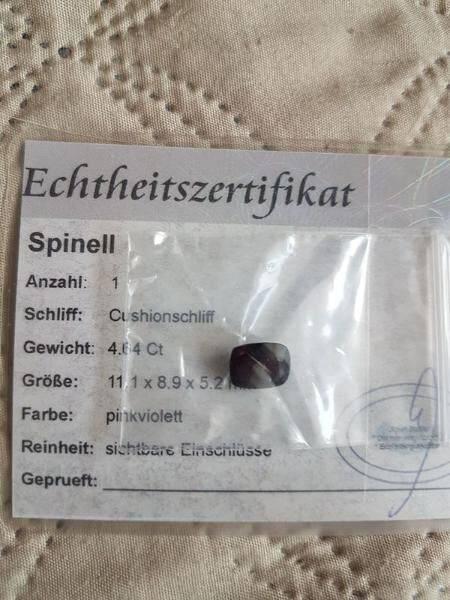 Echtheitszertifikat
Spinell
Anzahl: 1
Schliff: Cushionschliff
Gewicht: 4.64 Ct
Größe: 11.1 x 8.9 x 5.2
Farbe: pinkviolett
Reinheit: sichtbare Einschlüsse
Geprueft: